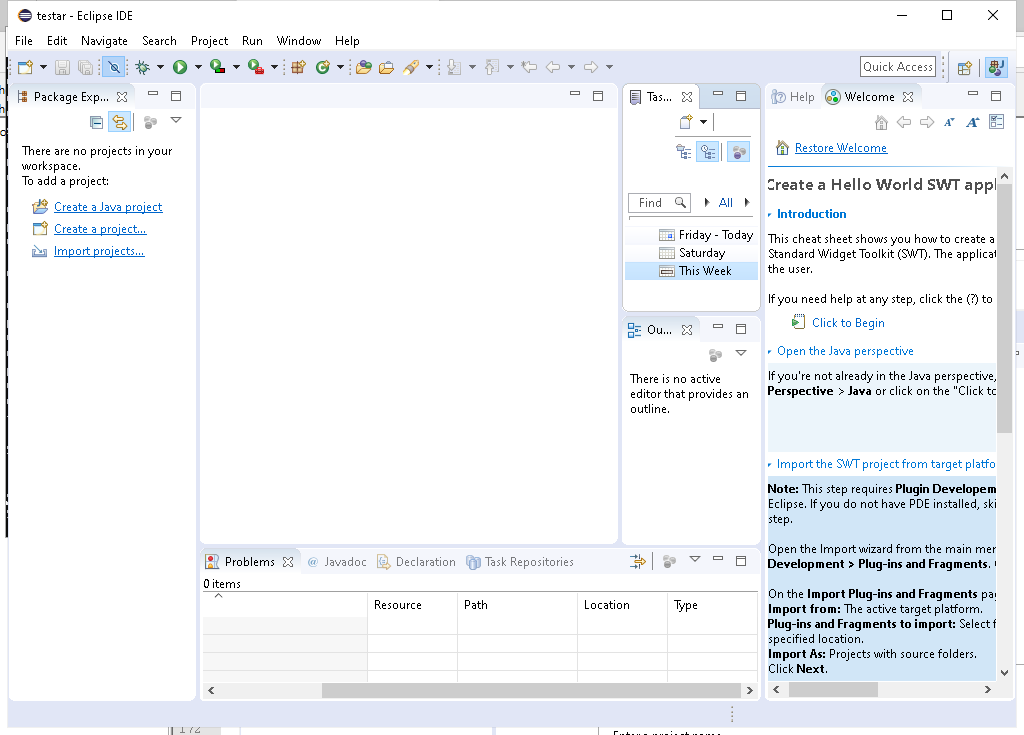 testar - Eclipse IDE
File Edit Navigate Search Project Run Window Help
Quick Access
Package Exp...
There are no projects in your
workspace.
To add a project:
Create a Java project
Create a project...
Import projects...
Tas...
Find
All
Friday - Today
Saturday
This Week
Ou...
There is no active
editor that provides an
outline.
Help Welcome
Restore Welcome
Create a Hello World SWT appl
Introduction
This cheat sheet shows you how to create a
Standard Widget Toolkit (SWT). The applicat
the user.
If you need help at any step, click the (?) to
Click to Begin
Open the Java perspective
If you're not already in the Java perspective,
Perspective > Java or click on the "Click to
Import the SWT project from target platfo
Note: This step requires Plugin Developem
Eclipse. If you do not have PDE installed, ski
step.
Open the Import wizard from the main men
Development > Plug-ins and Fragments.
On the Import Plug-ins and Fragments pag
Import from: The active target platform.
Plug-ins and Fragments to import: Select f
specified location.
Import As: Projects with source folders.
Click Next.
Problems @ Javadoc Declaration Task Repositories
0 items
Resource Path Location Type
172